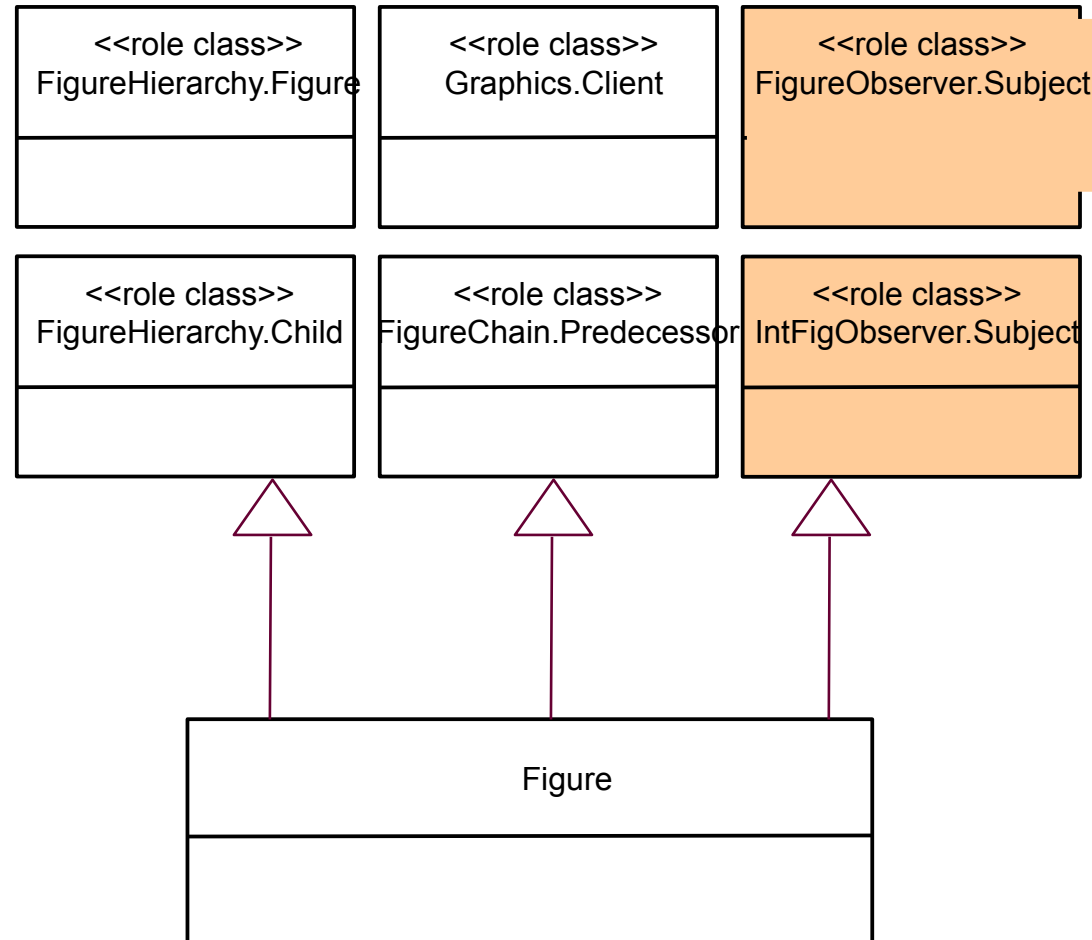 <<role class>>
FigureHierarchy.Figure
<<role class>>
Graphics.Client
<<role class>>
FigureObserver.Subject
<<role class>>
FigureHierarchy.Child
<<role class>>
FigureChain.Predecessor
<<role class>>
IntFigObserver.Subject
Figure